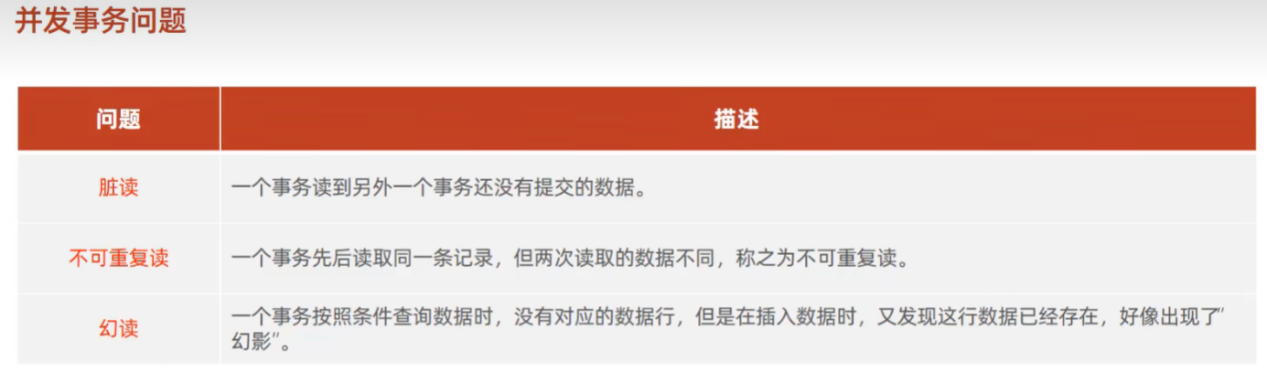 并发事务问题
问题 描述
脏读 一个事务读到另外一个事务还没有提交的数据。
不可重复读 一个事务先后读取同一条记录，但两次读取的数据不同，称之为不可重复读。
幻读 一个事务按照条件查询数据时，没有对应的数据行，但是在插入数据时，又发现这行数据已经存在，好像出现了"
幻影"。